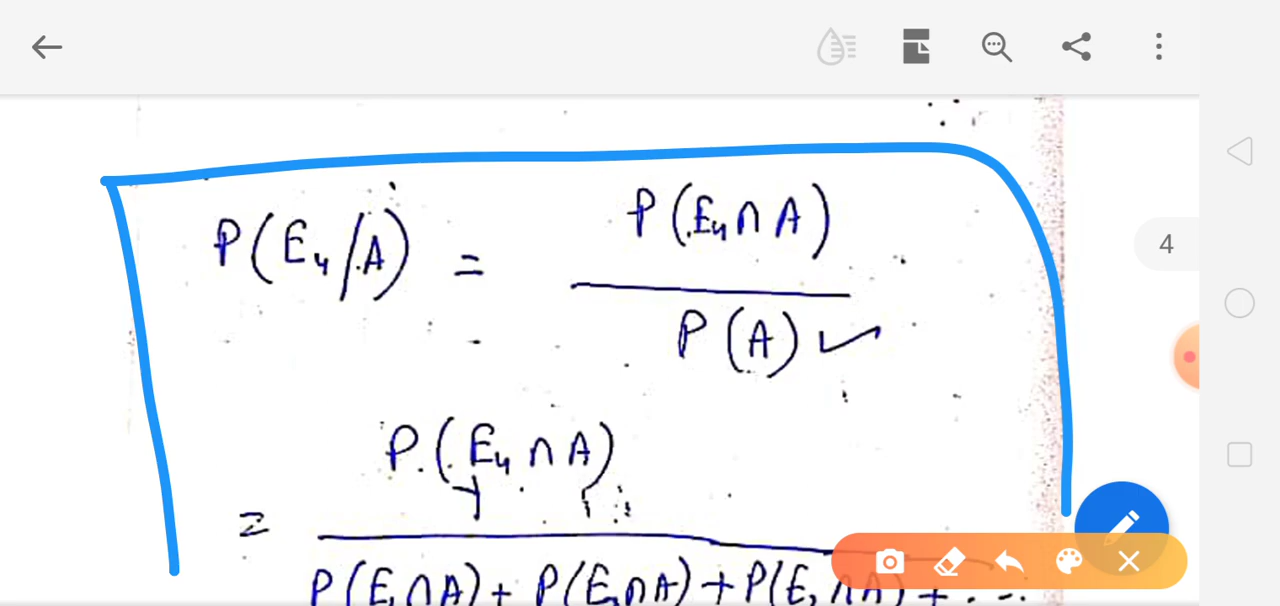 4
P(E₄/A) = P(E₄∩A)
P(A) ✓
P.(E₄∩A)
=
P(E₁∩A) + P(E₂∩A) + P(E₃∩A) + . -.